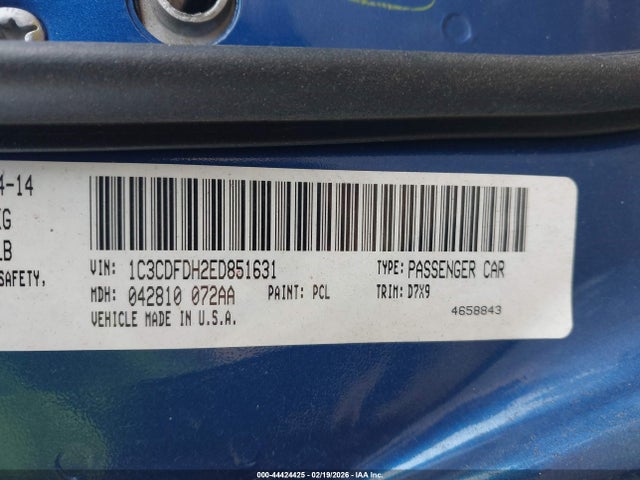 4-14
KG
LB
SAFETY,
VIN: 1C3CDFDH2ED851631 TYPE: PASSENGER CAR
MDH: 042810 072AA PAINT: PCL TRIM: D7X9
VEHICLE MADE IN U.S.A.
4658843
000-44424425 - 02/19/2026 - IAA Inc.